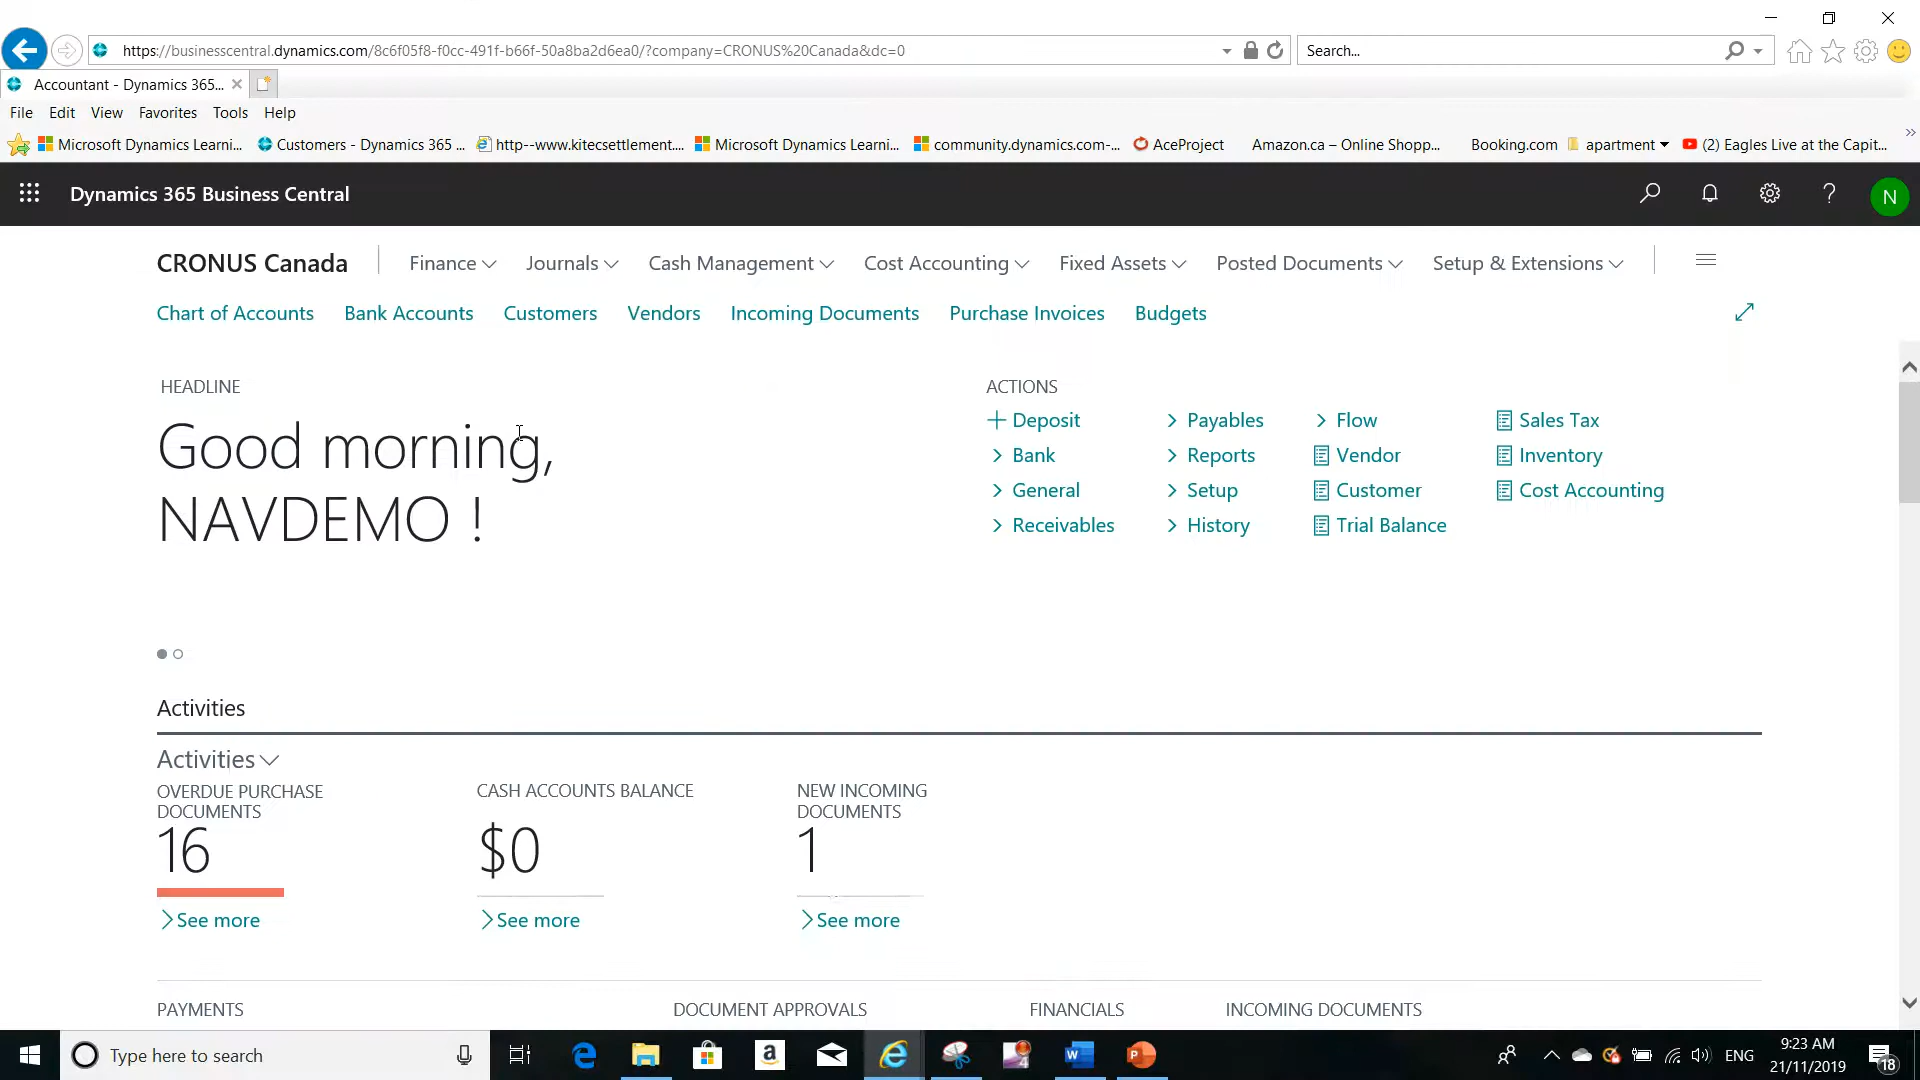 https://businesscentral.dynamics.com/8c6f05f8-f0cc-491f-b66f-50a8ba2d6ea0/?company=CRONUS%20Canada&dc=0
Search...
Accountant - Dynamics 365...
File Edit View Favorites Tools Help
Microsoft Dynamics Learni... Customers - Dynamics 365 ... http--www.kitecsettlement.... Microsoft Dynamics Learni... community.dynamics.com-... AceProject Amazon.ca – Online Shopp... Booking.com apartment (2) Eagles Live at the Capit...
Dynamics 365 Business Central
N
CRONUS Canada Finance Journals Cash Management Cost Accounting Fixed Assets Posted Documents Setup & Extensions
Chart of Accounts Bank Accounts Customers Vendors Incoming Documents Purchase Invoices Budgets
HEADLINE
Good morning,
NAVDEMO !
ACTIONS
Deposit Payables Flow Sales Tax
Bank Reports Vendor Inventory
General Setup Customer Cost Accounting
Receivables History Trial Balance
Activities
Activities
OVERDUE PURCHASE
DOCUMENTS
16
See more
CASH ACCOUNTS BALANCE
$0
See more
NEW INCOMING
DOCUMENTS
1
See more
PAYMENTS DOCUMENT APPROVALS FINANCIALS INCOMING DOCUMENTS
Type here to search
ENG
9:23 AM
21/11/2019
18